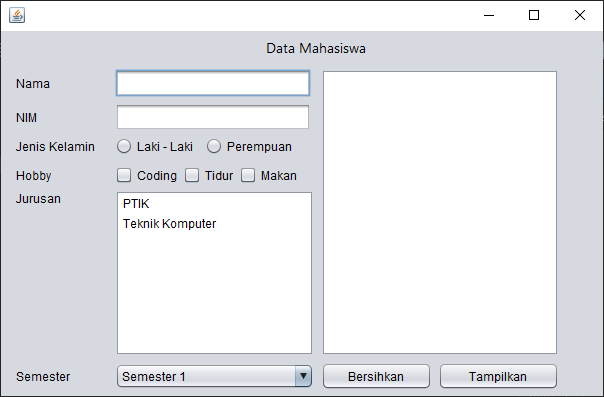 Data Mahasiswa
Nama
NIM
Jenis Kelamin Laki - Laki Perempuan
Hobby Coding Tidur Makan
Jurusan
PTIK
Teknik Komputer
Semester Semester 1 Bersihkan Tampilkan